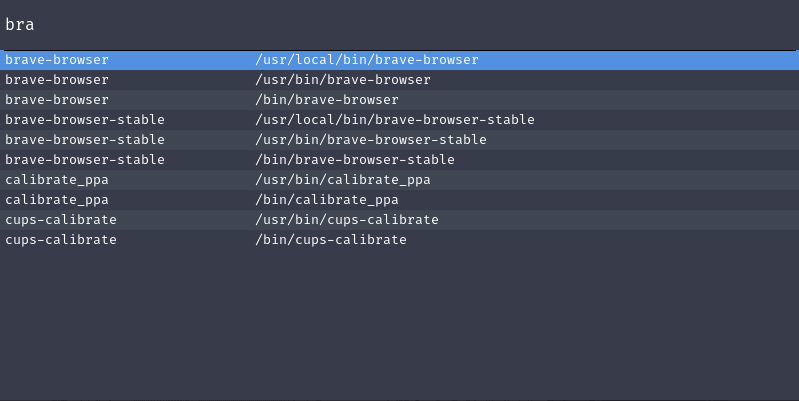 bra
brave-browser /usr/local/bin/brave-browser
brave-browser /usr/bin/brave-browser
brave-browser /bin/brave-browser
brave-browser-stable /usr/local/bin/brave-browser-stable
brave-browser-stable /usr/bin/brave-browser-stable
brave-browser-stable /bin/brave-browser-stable
calibrate_ppa /usr/bin/calibrate_ppa
calibrate_ppa /bin/calibrate_ppa
cups-calibrate /usr/bin/cups-calibrate
cups-calibrate /bin/cups-calibrate